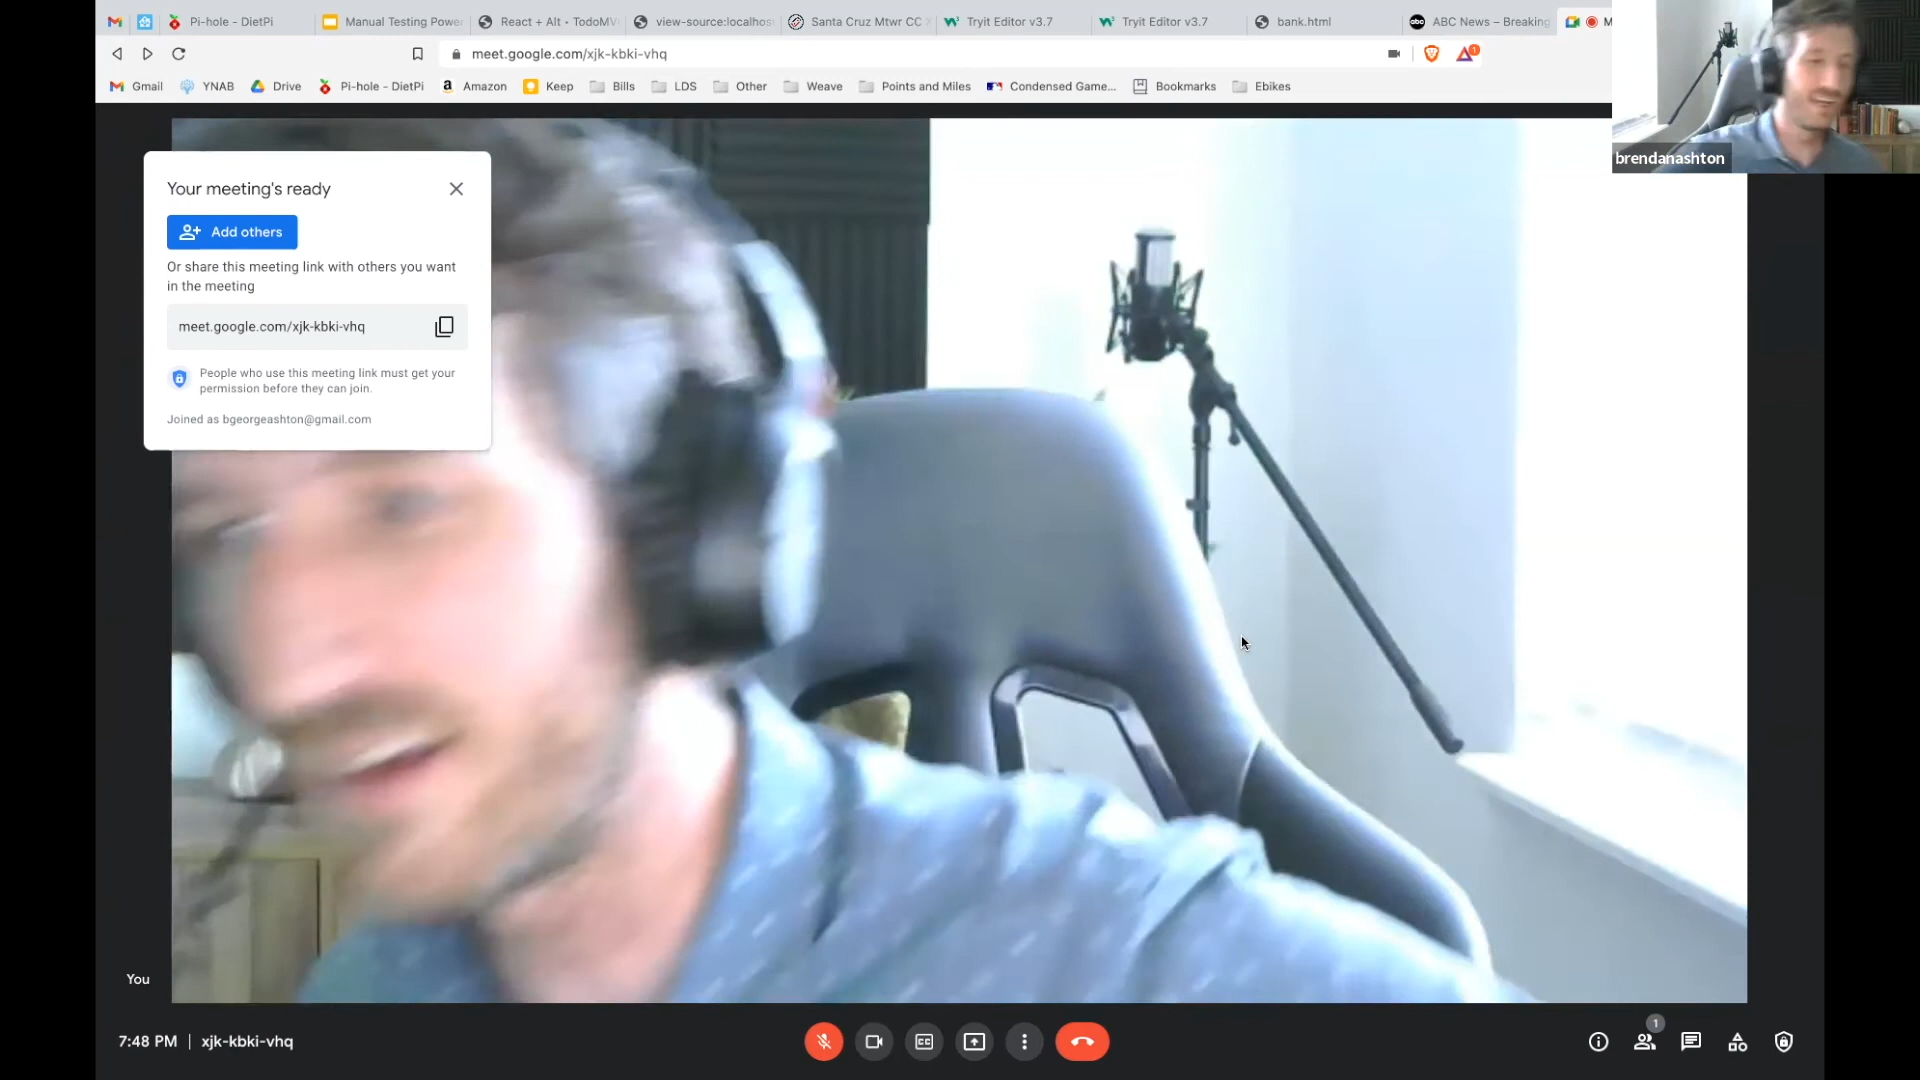 Pi-hole - DietPi
Manual Testing Power
React + Alt • TodoMV
view-source:localhos
Santa Cruz Mtwr CC X
Tryit Editor v3.7
Tryit Editor v3.7
bank.html
abc
ABC News – Breaking
M
meet.google.com/xjk-kbki-vhq
1
Gmail
YNAB
Drive
Pi-hole - DietPi
Amazon
Keep
Bills
LDS
Other
Weave
Points and Miles
Condensed Game...
Bookmarks
Ebikes
brendanashton
Your meeting's ready
Add others
Or share this meeting link with others you want
in the meeting
meet.google.com/xjk-kbki-vhq
People who use this meeting link must get your
permission before they can join.
Joined as bgeorgeashton@gmail.com
You
7:48 PM | xjk-kbki-vhq
CC
1